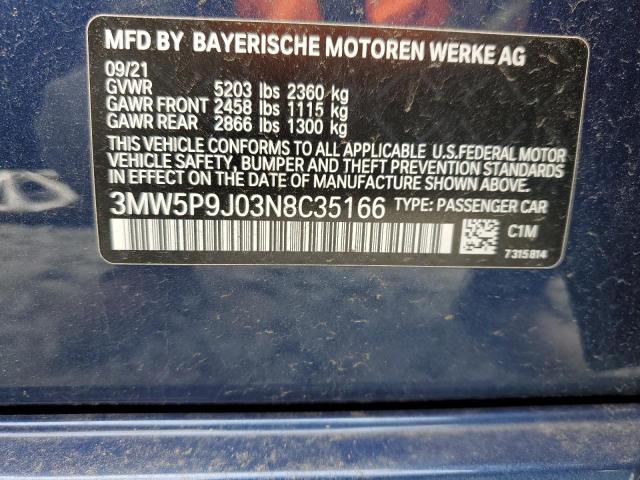 MFD BY BAYERISCHE MOTOREN WERKE AG
09/21
GVWR 5203 lbs 2360 kg
GAWR FRONT 2458 lbs 1115 kg
GAWR REAR 2866 lbs 1300 kg
THIS VEHICLE CONFORMS TO ALL APPLICABLE U.S.FEDERAL MOTOR
VEHICLE SAFETY, BUMPER AND THEFT PREVENTION STANDARDS
IN EFFECT ON THE DATE OF MANUFACTURE SHOWN ABOVE.
3MW5P9J03N8C35166 TYPE: PASSENGER CAR
C1M
7315814